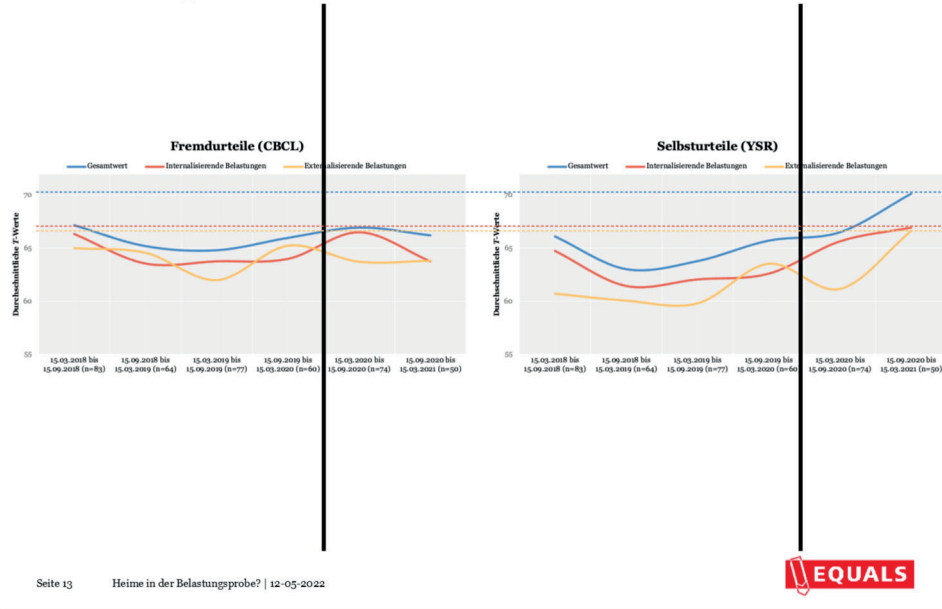 Fremdurteile (CBCL)
Gesamtwert Internalisierende Belastungen Externalisierende Belastungen
Durchschnittliche T-Werte
70
65
60
55
15.03.2018 bis 15.09.2018 bis 15.03.2019 bis 15.09.2019 bis 15.03.2020 bis 15.09.2020 bis
15.09.2018 (n=83) 15.03.2019 (n=64) 15.09.2019 (n=77) 15.03.2020 (n=60) 15.09.2020 (n=74) 15.03.2021 (n=50)
Selbsturteile (YSR)
Gesamtwert Internalisierende Belastungen Externalisierende Belastungen
Durchschnittliche T-Werte
70
65
60
55
15.03.2018 bis 15.09.2018 bis 15.03.2019 bis 15.09.2019 bis 15.03.2020 bis 15.09.2020 bis
15.09.2018 (n=83) 15.03.2019 (n=64) 15.09.2019 (n=77) 15.03.2020 (n=60 15.09.2020 (n=74) 15.03.2021 (n=50)
Seite 13 Heime in der Belastungsprobe? | 12-05-2022
EQUALS